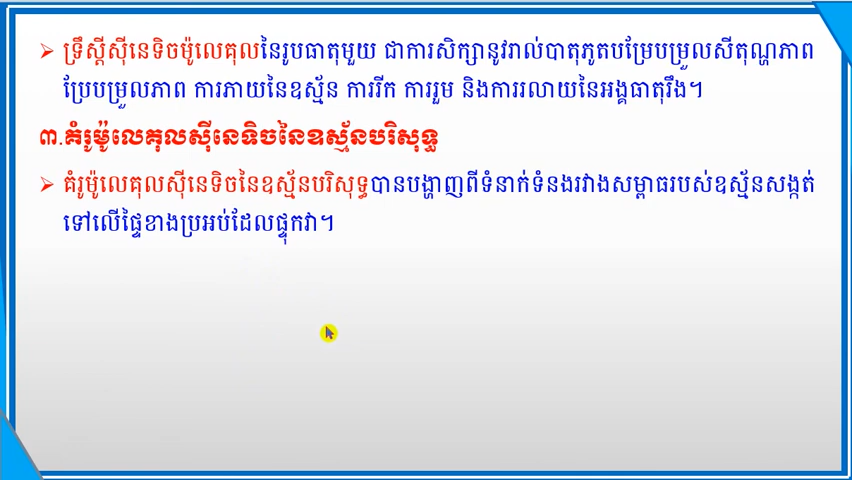 ទ្រឹស្តីស៊ីនេទិចម៉ូលេគុលនៃរូបធាតុមួយ ជាការសិក្សានូវរាល់បាតុភូតបម្រែបម្រួលសីតុណ្ហភាព
ប្រែបម្រួលភាព ការភាយនៃឧស្ម័ន ការរីក ការរួម និងការរលាយនៃអង្គធាតុរឹង។
៣.គំរូម៉ូលេគុលស៊ីនេទិចនៃឧស្ម័នបរិសុទ្ធ
គំរូម៉ូលេគុលស៊ីនេទិចនៃឧស្ម័នបរិសុទ្ធបានបង្ហាញពីទំនាក់ទំនងរវាងសម្ពាធរបស់ឧស្ម័នសង្កត់
ទៅលើផ្ទៃខាងប្រអប់ដែលផ្ទុកវា។